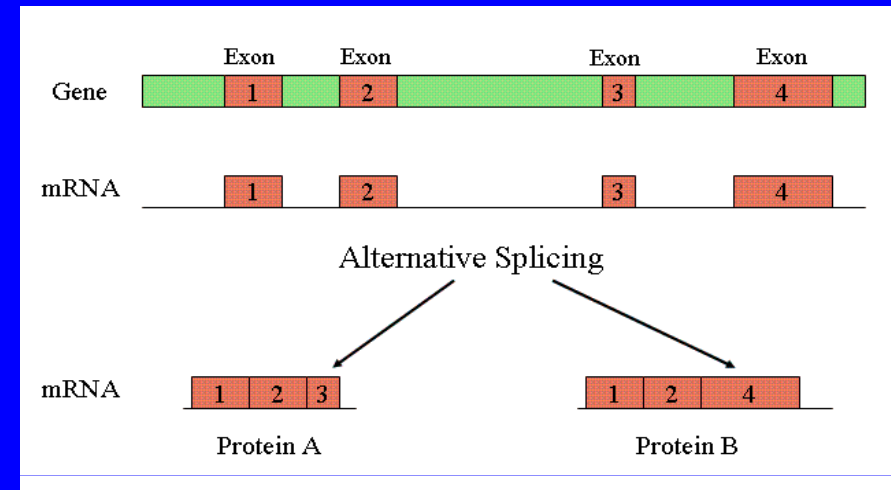 Exon Exon Exon Exon
Gene 1 2 3 4
mRNA 1 2 3 4
Alternative Splicing
mRNA 1 2 3 1 2 4
Protein A Protein B